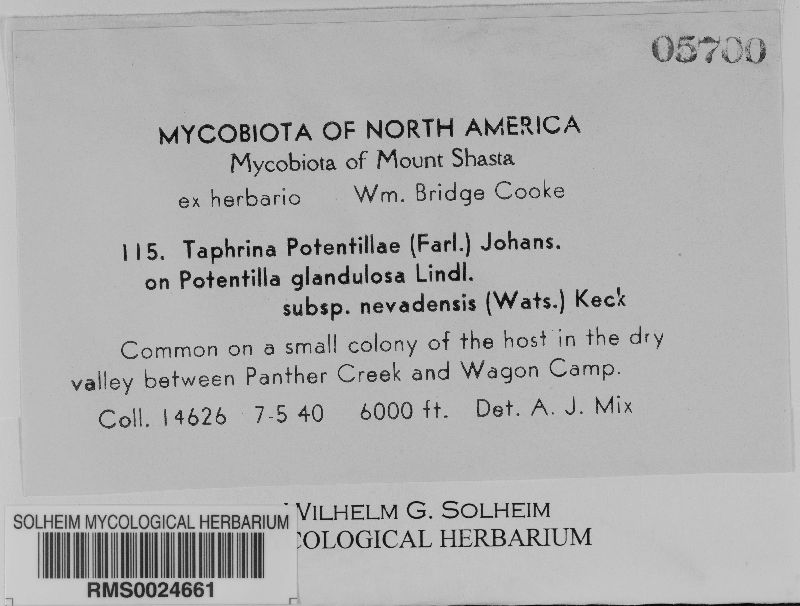 05700
MYCOBIOTA OF NORTH AMERICA
Mycobiota of Mount Shasta
ex herbario Wm. Bridge Cooke
115. Taphrina Potentillae (Farl.) Johans.
on Potentilla glandulosa Lindl.
subsp. nevadensis (Wats.) Keck
Common on a small colony of the host in the dry
valley between Panther Creek and Wagon Camp.
Coll. 14626 7-5 40 6000 ft. Det. A. J. Mix
WILHELM G. SOLHEIM
COLOGICAL HERBARIUM
SOLHEIM MYCOLOGICAL HERBARIUM
RMS0024661